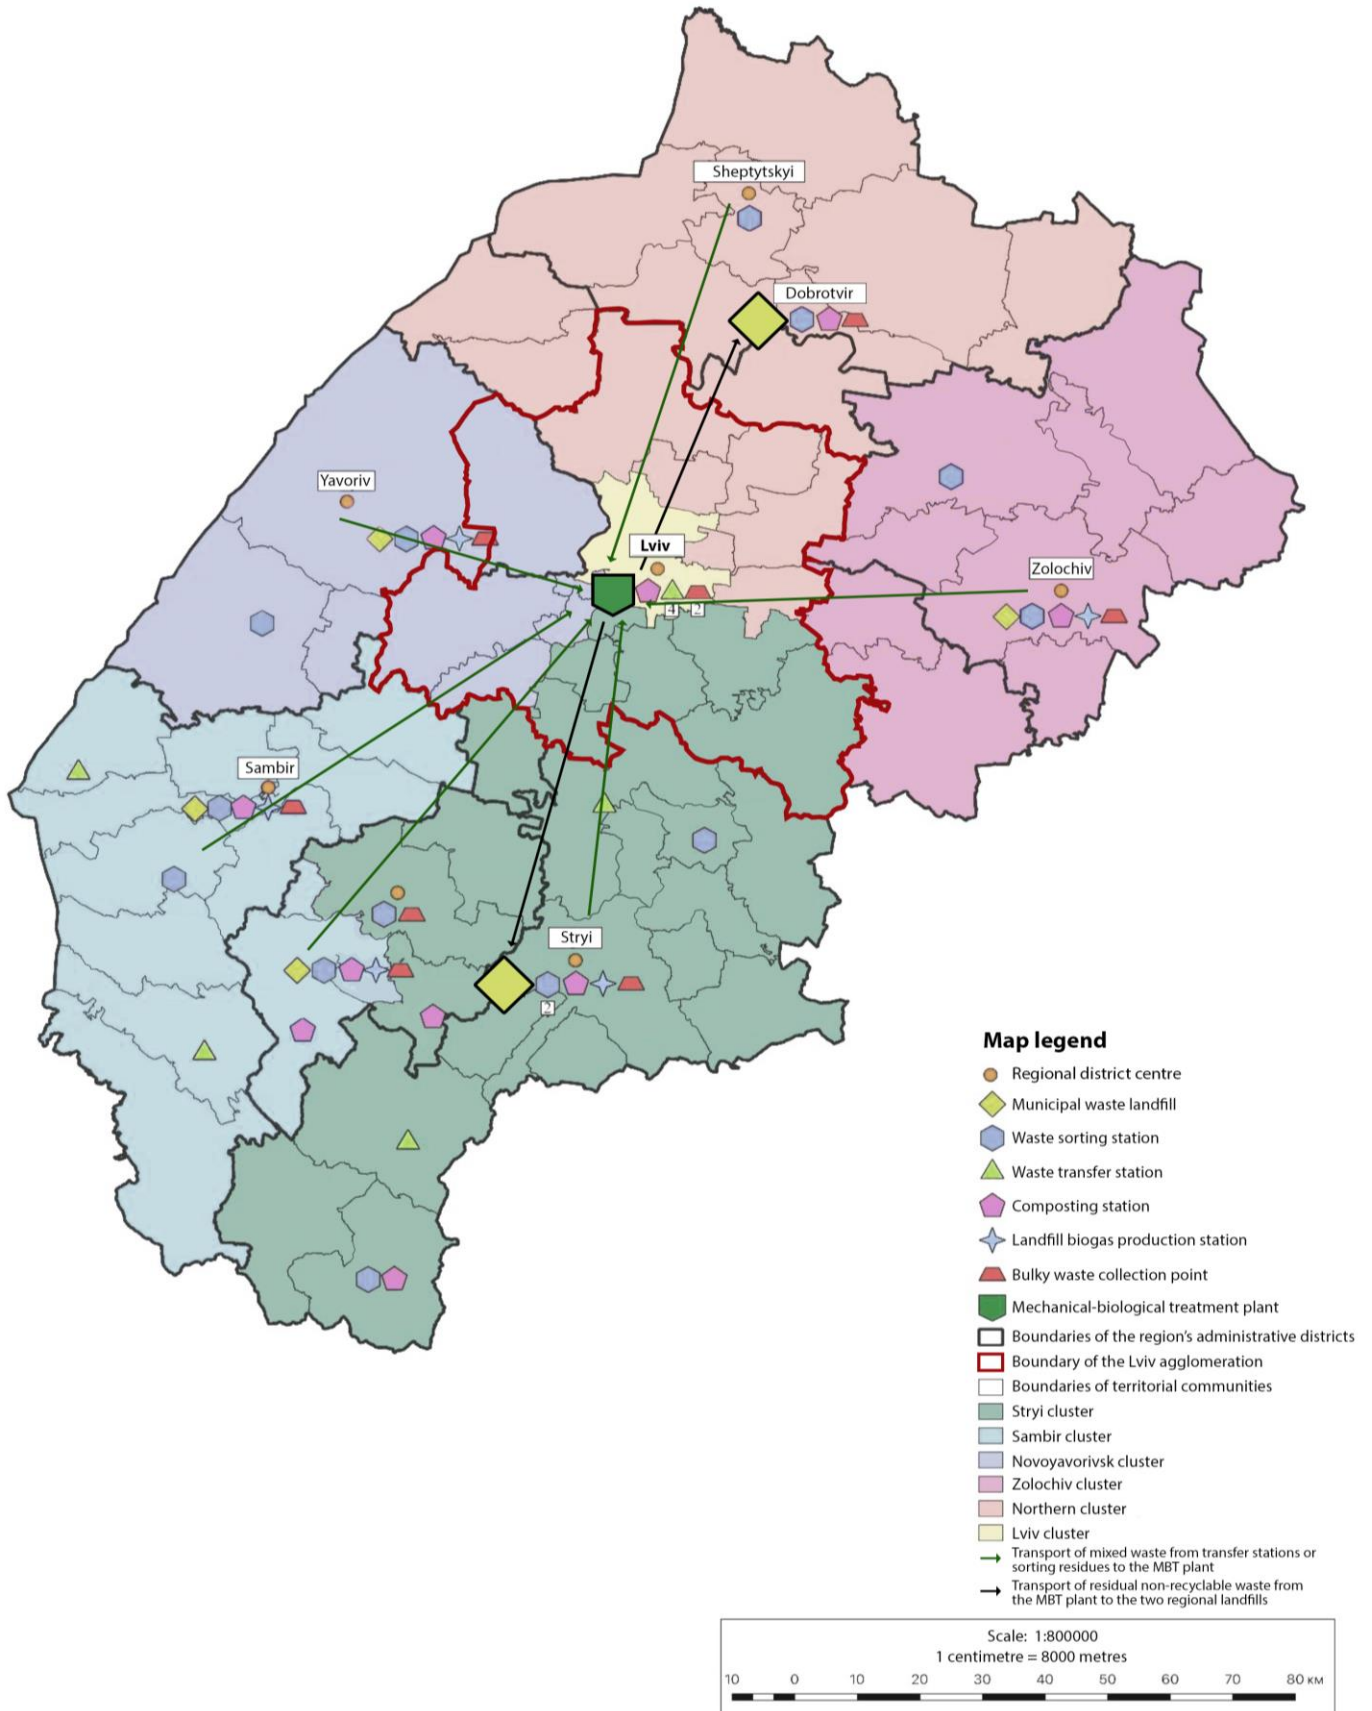 Sheptytskyi
Dobrotvir
Yavoriv
Lviv
Zolochiv
4
2
Sambir
Stryi
2
Map legend
Regional district centre
Municipal waste landfill
Waste sorting station
Waste transfer station
Composting station
Landfill biogas production station
Bulky waste collection point
Mechanical-biological treatment plant
Boundaries of the region's administrative districts
Boundary of the Lviv agglomeration
Boundaries of territorial communities
Stryi cluster
Sambir cluster
Novoyavorivsk cluster
Zolochiv cluster
Northern cluster
Lviv cluster
Transport of mixed waste from transfer stations or
sorting residues to the MBT plant
Transport of residual non-recyclable waste from
the MBT plant to the two regional landfills
Scale: 1:800000
1 centimetre = 8000 metres
10 0 10 20 30 40 50 60 70 80 км